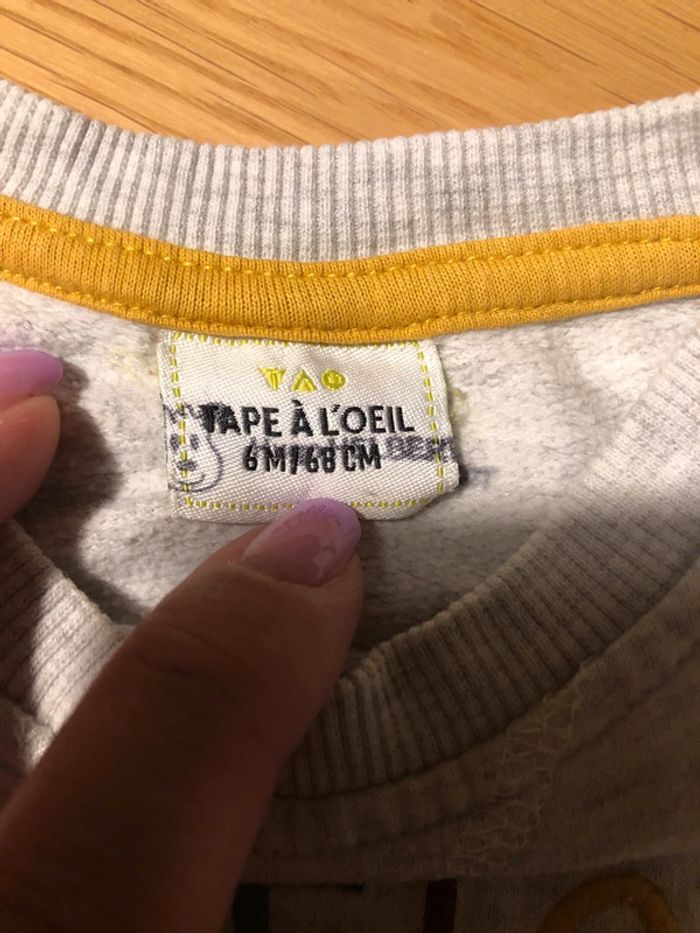 TAO
TAPE À L'OEIL
6M/68CM